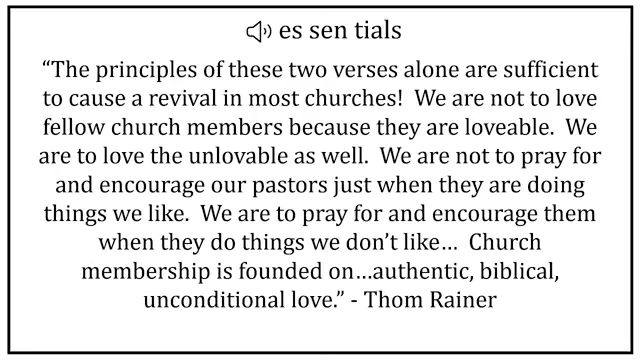 es sen tials
“The principles of these two verses alone are sufficient
to cause a revival in most churches!  We are not to love
fellow church members because they are loveable.  We
are to love the unlovable as well.  We are not to pray for
and encourage our pastors just when they are doing
things we like.  We are to pray for and encourage them
when they do things we don’t like…  Church
membership is founded on…authentic, biblical,
unconditional love.” - Thom Rainer